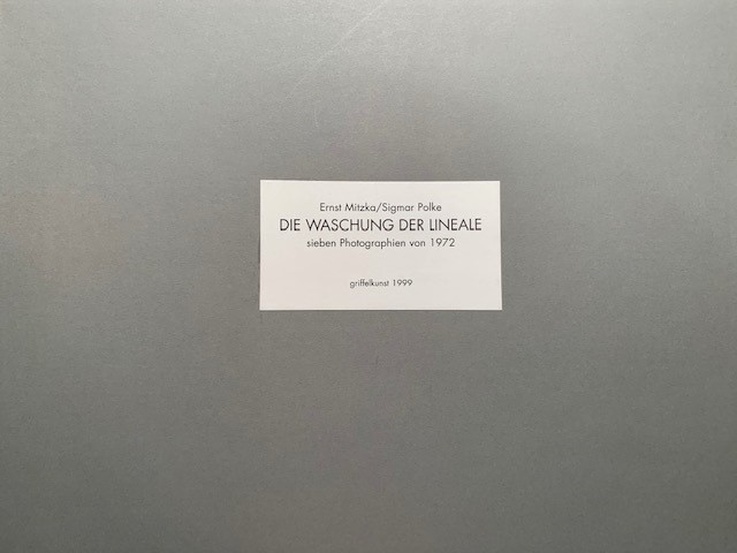 Ernst Mitzka/Sigmar Polke
DIE WASCHUNG DER LINEALE
sieben Photographien von 1972
griffelkunst 1999